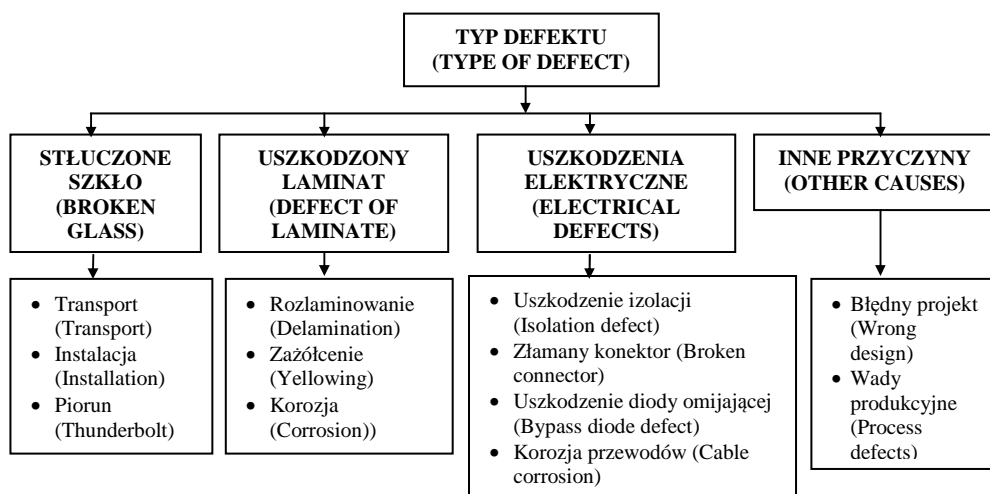 TYP DEFEKTU
(TYPE OF DEFECT)
STŁUCZONE
SZKŁO
(BROKEN
GLASS)
USZKODZONY
LAMINAT
(DEFECT OF
LAMINATE)
USZKODZENIA
ELEKTRYCZNE
(ELECTRICAL
DEFECTS)
INNE PRZYCZYNY
(OTHER CAUSES)
• Transport
(Transport)
• Instalacja
(Installation)
• Piorun
(Thunderbolt)
• Rozlaminowanie
(Delamination)
• Zażółcenie
(Yellowing)
• Korozja
(Corrosion))
• Uszkodzenie izolacji
(Isolation defect)
• Złamany konektor (Broken
connector)
• Uszkodzenie diody omijającej
(Bypass diode defect)
• Korozja przewodów (Cable
corrosion)
• Błędny projekt
(Wrong
design)
• Wady
produkcyjne
(Process
defects)